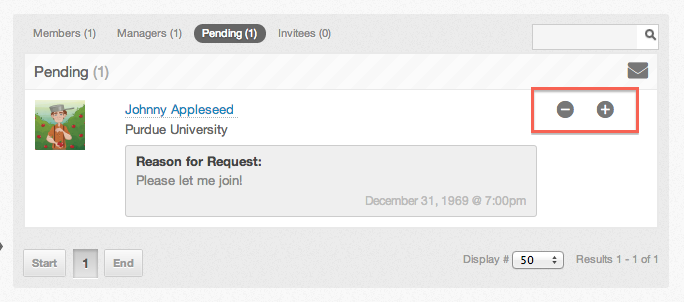 Members (1) Managers (1) Pending (1) Invitees (0)
Pending (1)
Johnny Appleseed
Purdue University
Reason for Request:
Please let me join!
December 31, 1969 @ 7:00pm
Start 1 End Display # 50 Results 1 - 1 of 1